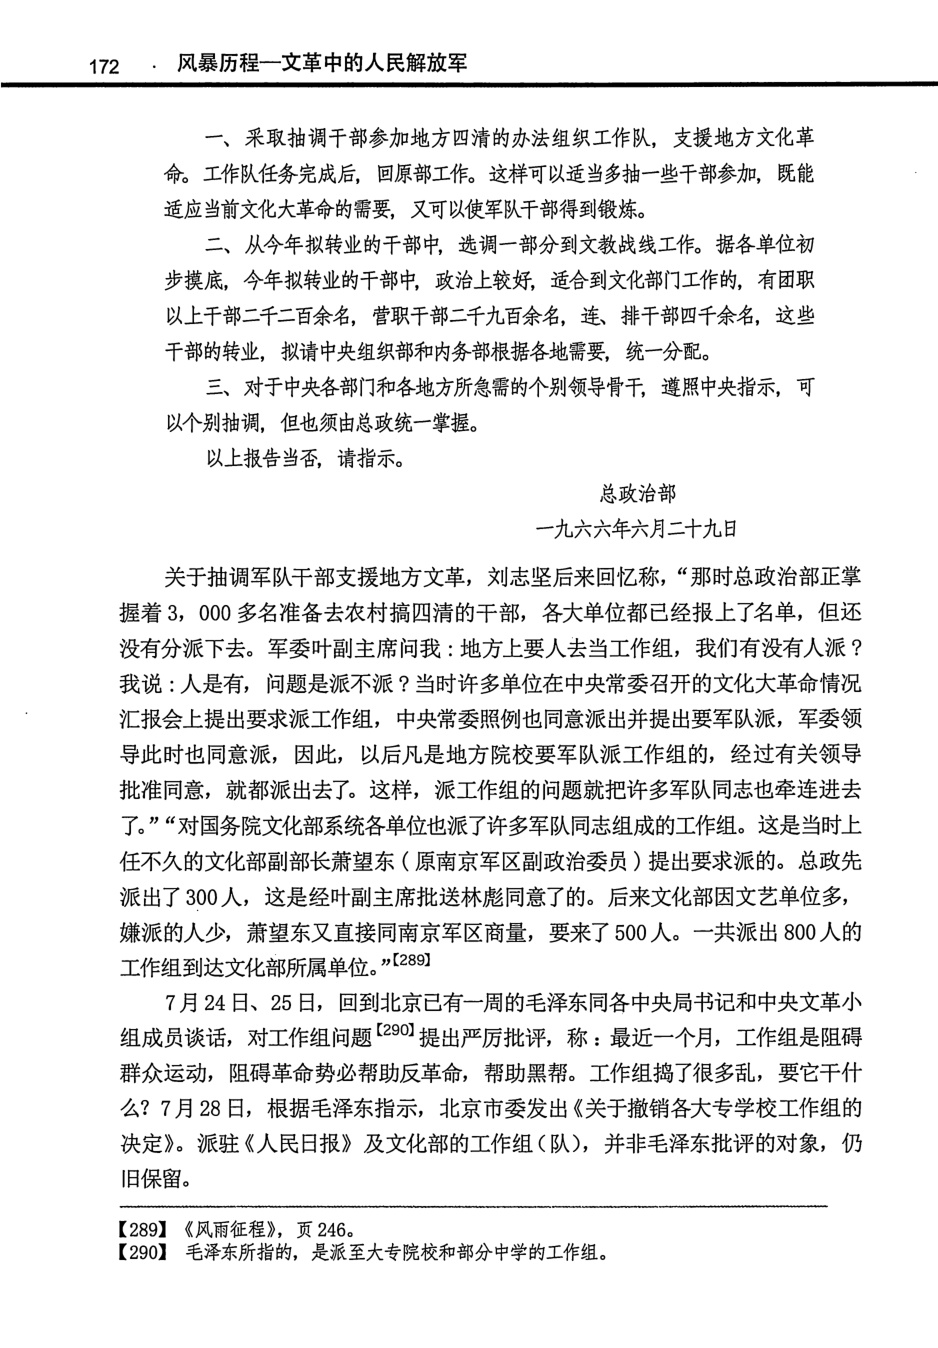 172 · 风暴历程—文革中的人民解放军
一、采取抽调干部参加地方四清的办法组织工作队，支援地方文化革
命。工作队任务完成后，回原部工作。这样可以适当多抽一些干部参加，既能
适应当前文化大革命的需要，又可以使军队干部得到锻炼。
二、从今年拟转业的干部中，选调一部分到文教战线工作。据各单位初
步摸底，今年拟转业的干部中，政治上较好，适合到文化部门工作的，有团职
以上干部二千二百余名，营职干部二千九百余名，连、排干部四千余名，这些
干部的转业，拟请中央组织部和内务部根据各地需要，统一分配。
三、对于中央各部门和各地方所急需的个别领导骨干，遵照中央指示，可
以个别抽调，但也须由总政统一掌握。
以上报告当否，请指示。
总政治部
一九六六年六月二十九日
关于抽调军队干部支援地方文革，刘志坚后来回忆称，“那时总政治部正掌
握着 3，000 多名准备去农村搞四清的干部，各大单位都已经报上了名单，但还
没有分派下去。军委叶副主席问我：地方上要人去当工作组，我们有没有人派？
我说：人是有，问题是派不派？当时许多单位在中央常委召开的文化大革命情况
汇报会上提出要求派工作组，中央常委照例也同意派出并提出要军队派，军委领
导此时也同意派，因此，以后凡是地方院校要军队派工作组的，经过有关领导
批准同意，就都派出去了。这样，派工作组的问题就把许多军队同志也牵连进去
了。”“对国务院文化部系统各单位也派了许多军队同志组成的工作组。这是当时上
任不久的文化部副部长萧望东（原南京军区副政治委员）提出要求派的。总政先
派出了 300 人，这是经叶副主席批送林彪同意了的。后来文化部因文艺单位多，
嫌派的人少，萧望东又直接同南京军区商量，要来了 500 人。一共派出 800 人的
工作组到达文化部所属单位。”【289】
7 月 24 日、25 日，回到北京已有一周的毛泽东同各中央局书记和中央文革小
组成员谈话，对工作组问题【290】提出严厉批评，称：最近一个月，工作组是阻碍
群众运动，阻碍革命势必帮助反革命，帮助黑帮。工作组捣了很多乱，要它干什
么？7 月 28 日，根据毛泽东指示，北京市委发出《关于撤销各大专学校工作组的
决定》。派驻《人民日报》及文化部的工作组（队），并非毛泽东批评的对象，仍
旧保留。
【289】《风雨征程》，页 246。
【290】 毛泽东所指的，是派至大专院校和部分中学的工作组。